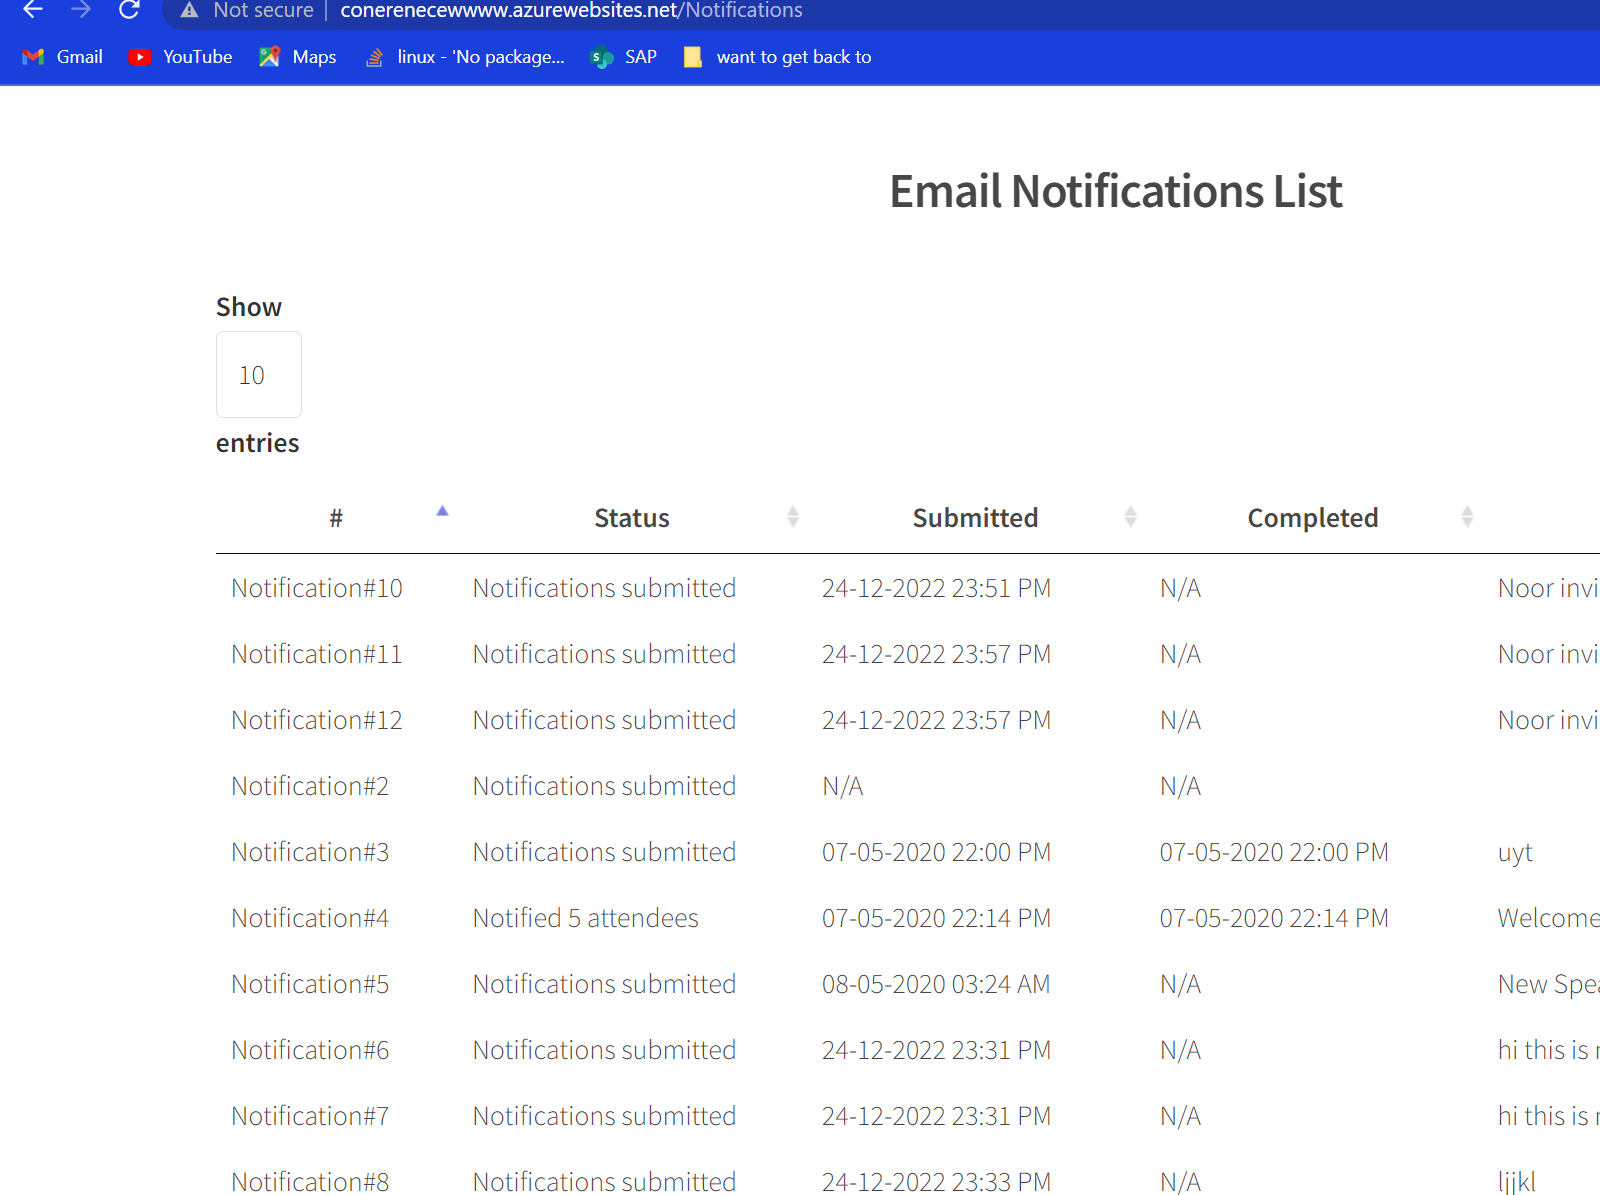 Not secure | conerenecewwww.azurewebsites.net/Notifications
Gmail YouTube Maps linux - 'No package... SAP want to get back to
Email Notifications List
Show
10
entries
# Status Submitted Completed
Notification#10 Notifications submitted 24-12-2022 23:51 PM N/A Noor invi
Notification#11 Notifications submitted 24-12-2022 23:57 PM N/A Noor invi
Notification#12 Notifications submitted 24-12-2022 23:57 PM N/A Noor invi
Notification#2 Notifications submitted N/A N/A
Notification#3 Notifications submitted 07-05-2020 22:00 PM 07-05-2020 22:00 PM uyt
Notification#4 Notified 5 attendees 07-05-2020 22:14 PM 07-05-2020 22:14 PM Welcome
Notification#5 Notifications submitted 08-05-2020 03:24 AM N/A New Spea
Notification#6 Notifications submitted 24-12-2022 23:31 PM N/A hi this is
Notification#7 Notifications submitted 24-12-2022 23:31 PM N/A hi this is
Notification#8 Notifications submitted 24-12-2022 23:33 PM N/A